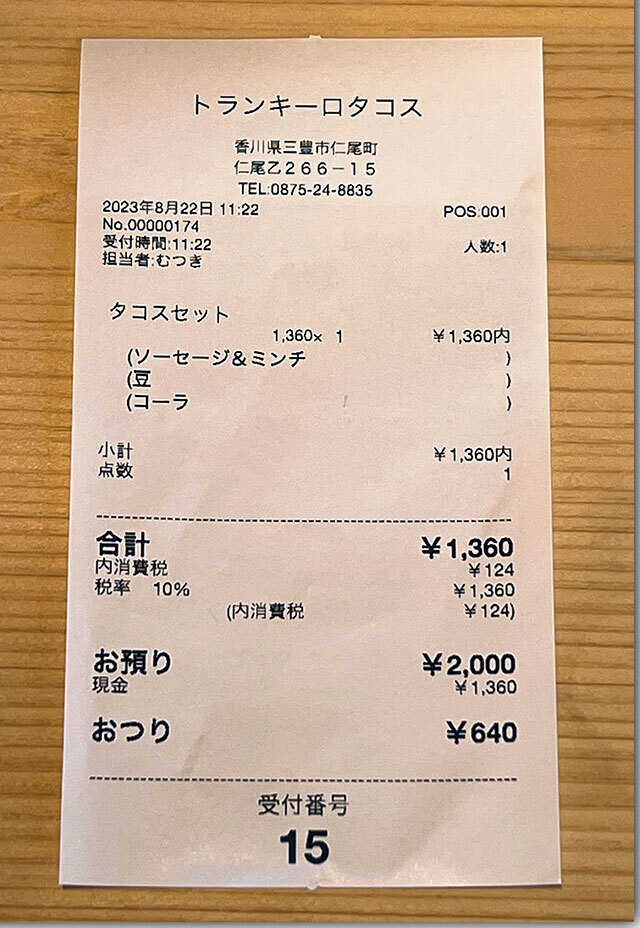 トランキーロタコス
香川県三豊市仁尾町
仁尾乙266-15
TEL:0875-24-8835
2023年8月22日 11:22 POS:001
No.00000174
受付時間:11:22 人数:1
担当者:むつき
タコスセット
1,360× 1 ￥1,360内
(ソーセージ&ミンチ )
(豆 )
(コーラ )
小計 ￥1,360内
点数 1
合計 ￥1,360
内消費税 ￥124
税率 10% ￥1,360
(内消費税 ￥124)
お預り ￥2,000
現金 ￥1,360
おつり ￥640
受付番号
15